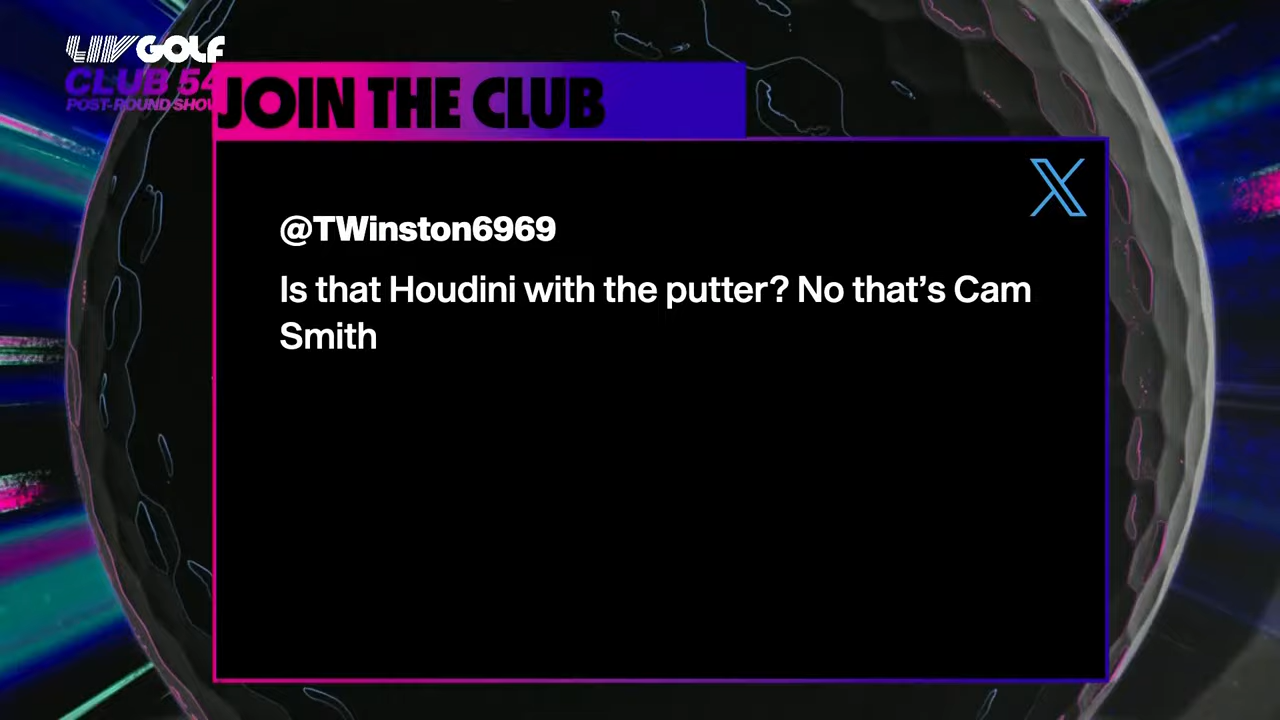 LIV GOLF
CLUB 54
POST-ROUND SHOW
JOIN THE CLUB
@TWinston6969
Is that Houdini with the putter? No that’s Cam
Smith